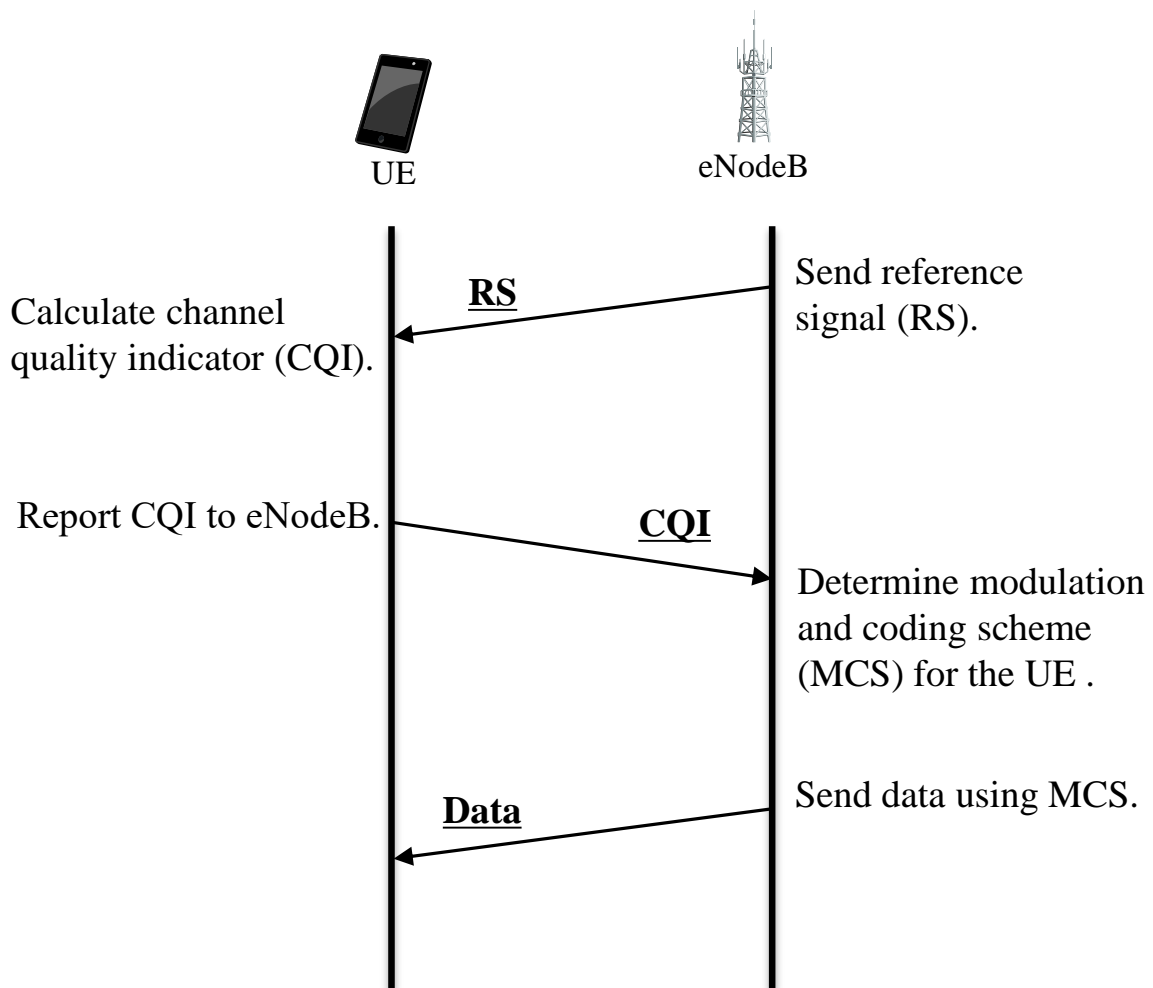 UE
eNodeB
Send reference
signal (RS).
RS
Calculate channel
quality indicator (CQI).
Report CQI to eNodeB.
CQI
Determine modulation
and coding scheme
(MCS) for the UE .
Send data using MCS.
Data